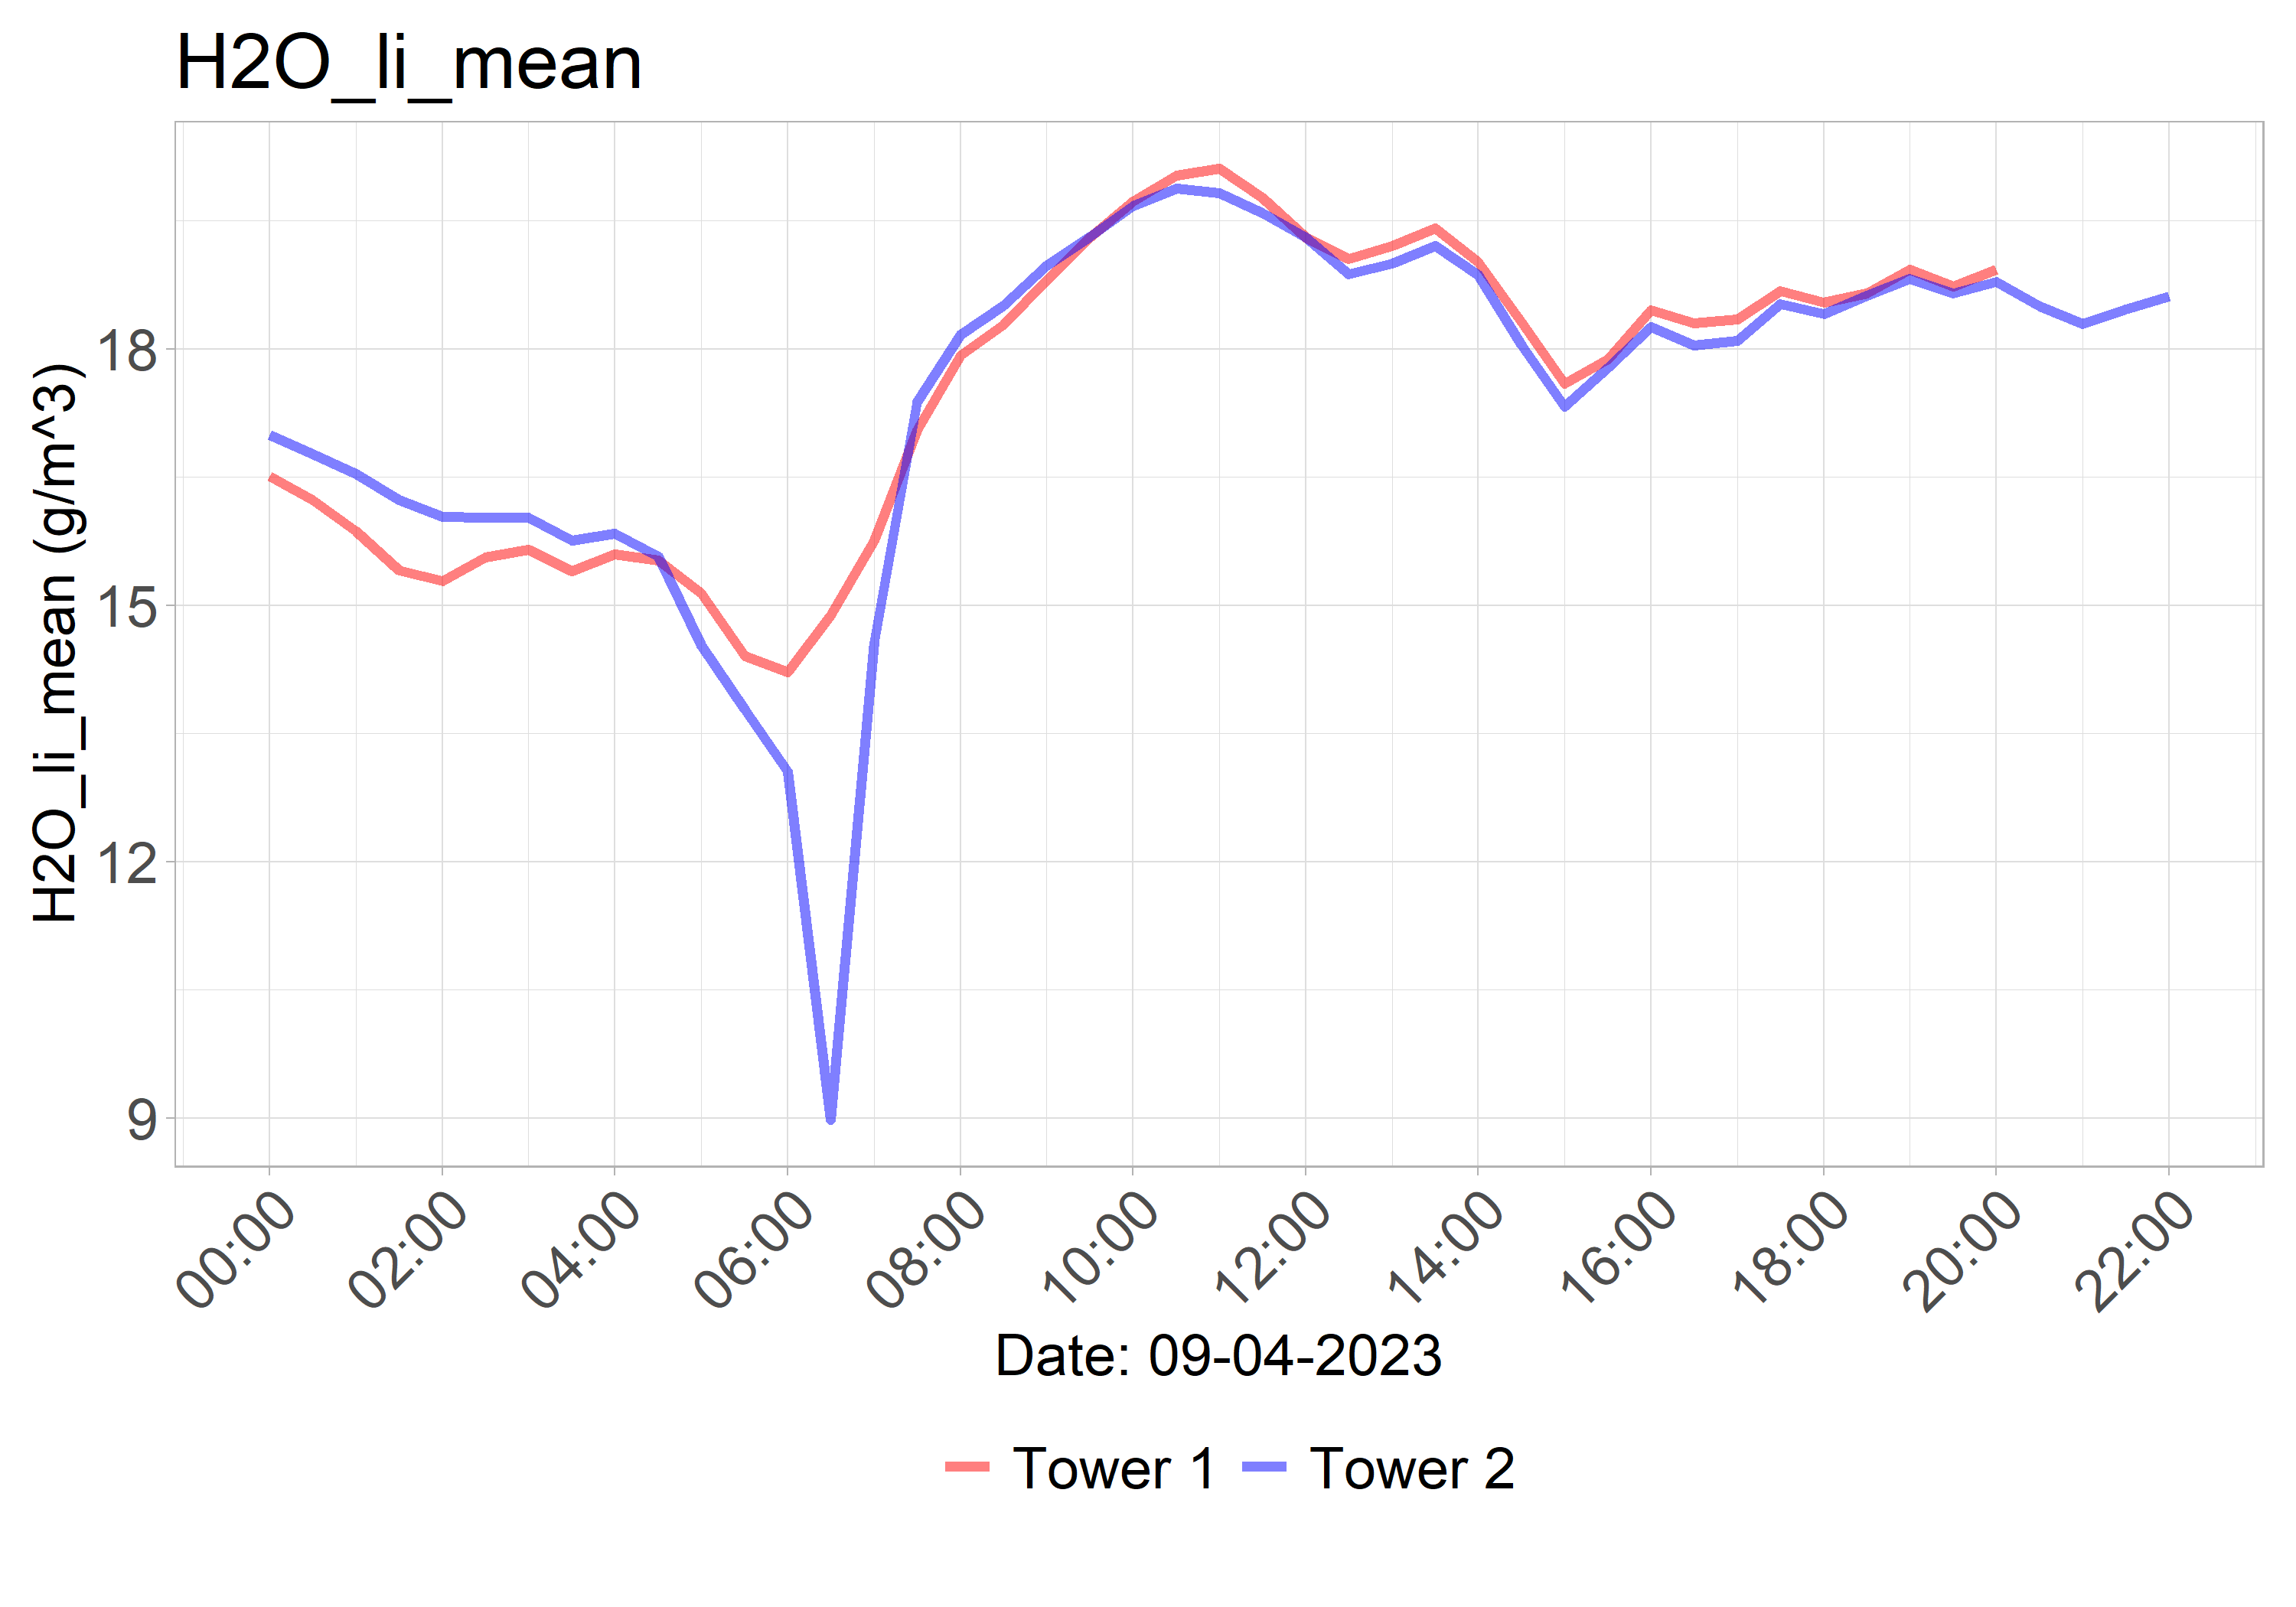 H2O_li_mean
H2O_li_mean (g/m^3)
18
15
12
9
00:00 02:00 04:00 06:00 08:00 10:00 12:00 14:00 16:00 18:00 20:00 22:00
Date: 09-04-2023
Tower 1 Tower 2